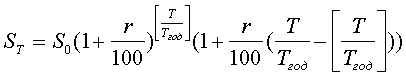 S_T = S_0(1 + r/100)^[T/T_год](1 + r/100(T/T_год − [T/T_год]))